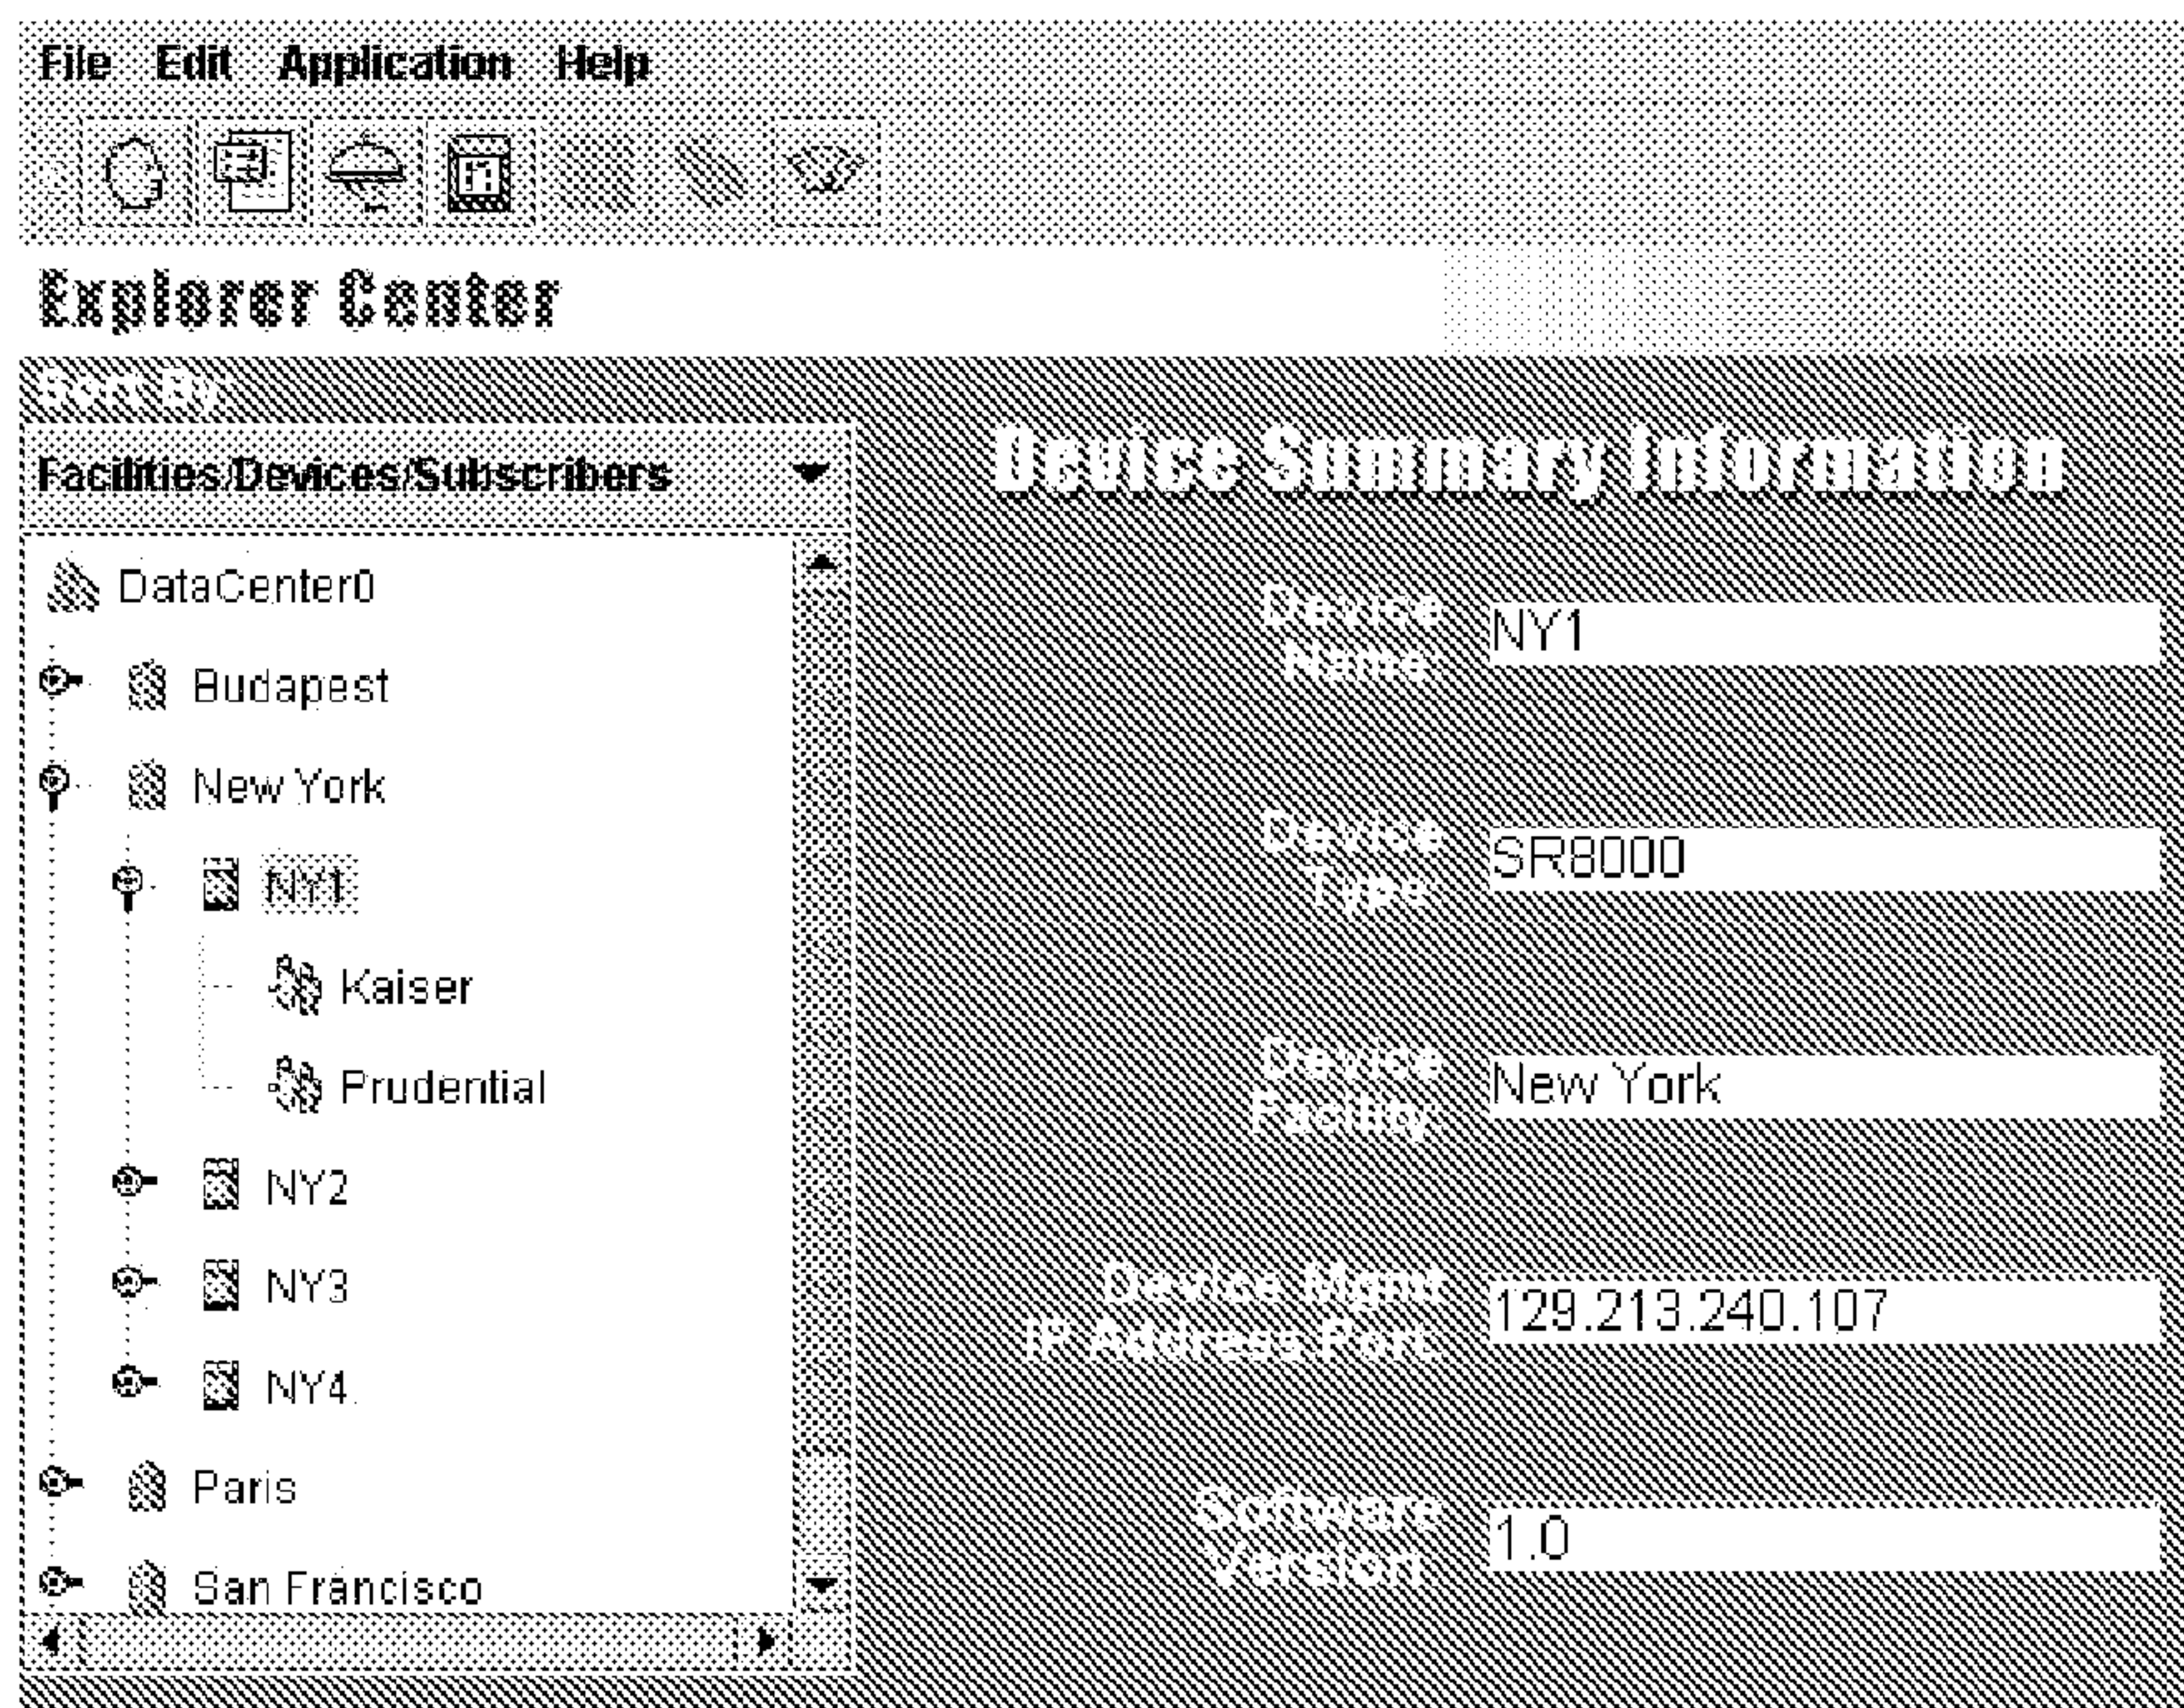 File Edit Application Help
Explorer Center
Sort By:
Facilities/Devices/Subscribers
DataCenter0
Budapest
New York
NY1
Kaiser
Prudential
NY2
NY3
NY4
Paris
San Francisco
Device Summary Information
Device
Name:
NY1
Device
Type:
SR8000
Device
Facility:
New York
Device Mgmt
IP Address Port:
129.213.240.107
Software
Version:
1.0